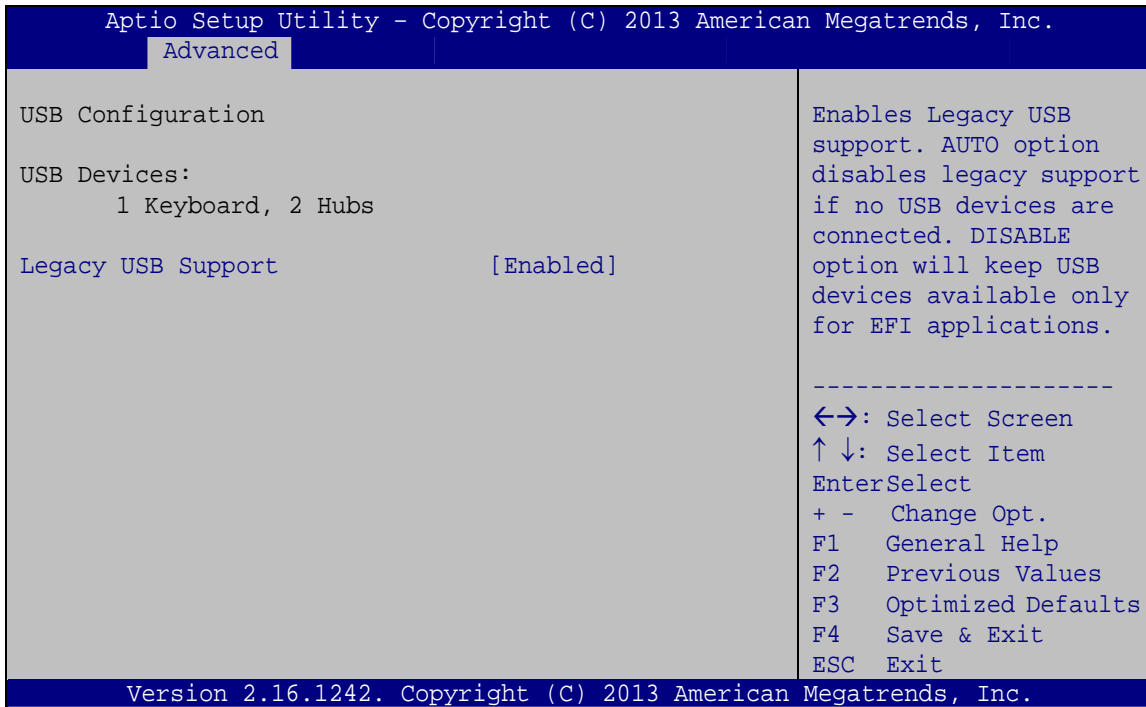 Aptio Setup Utility – Copyright (C) 2013 American Megatrends, Inc.
Advanced
USB Configuration
USB Devices:
1 Keyboard, 2 Hubs
Legacy USB Support [Enabled]
Enables Legacy USB
support. AUTO option
disables legacy support
if no USB devices are
connected. DISABLE
option will keep USB
devices available only
for EFI applications.
---------------------
←→: Select Screen
↑ ↓: Select Item
EnterSelect
+ - Change Opt.
F1 General Help
F2 Previous Values
F3 Optimized Defaults
F4 Save & Exit
ESC Exit
Version 2.16.1242. Copyright (C) 2013 American Megatrends, Inc.